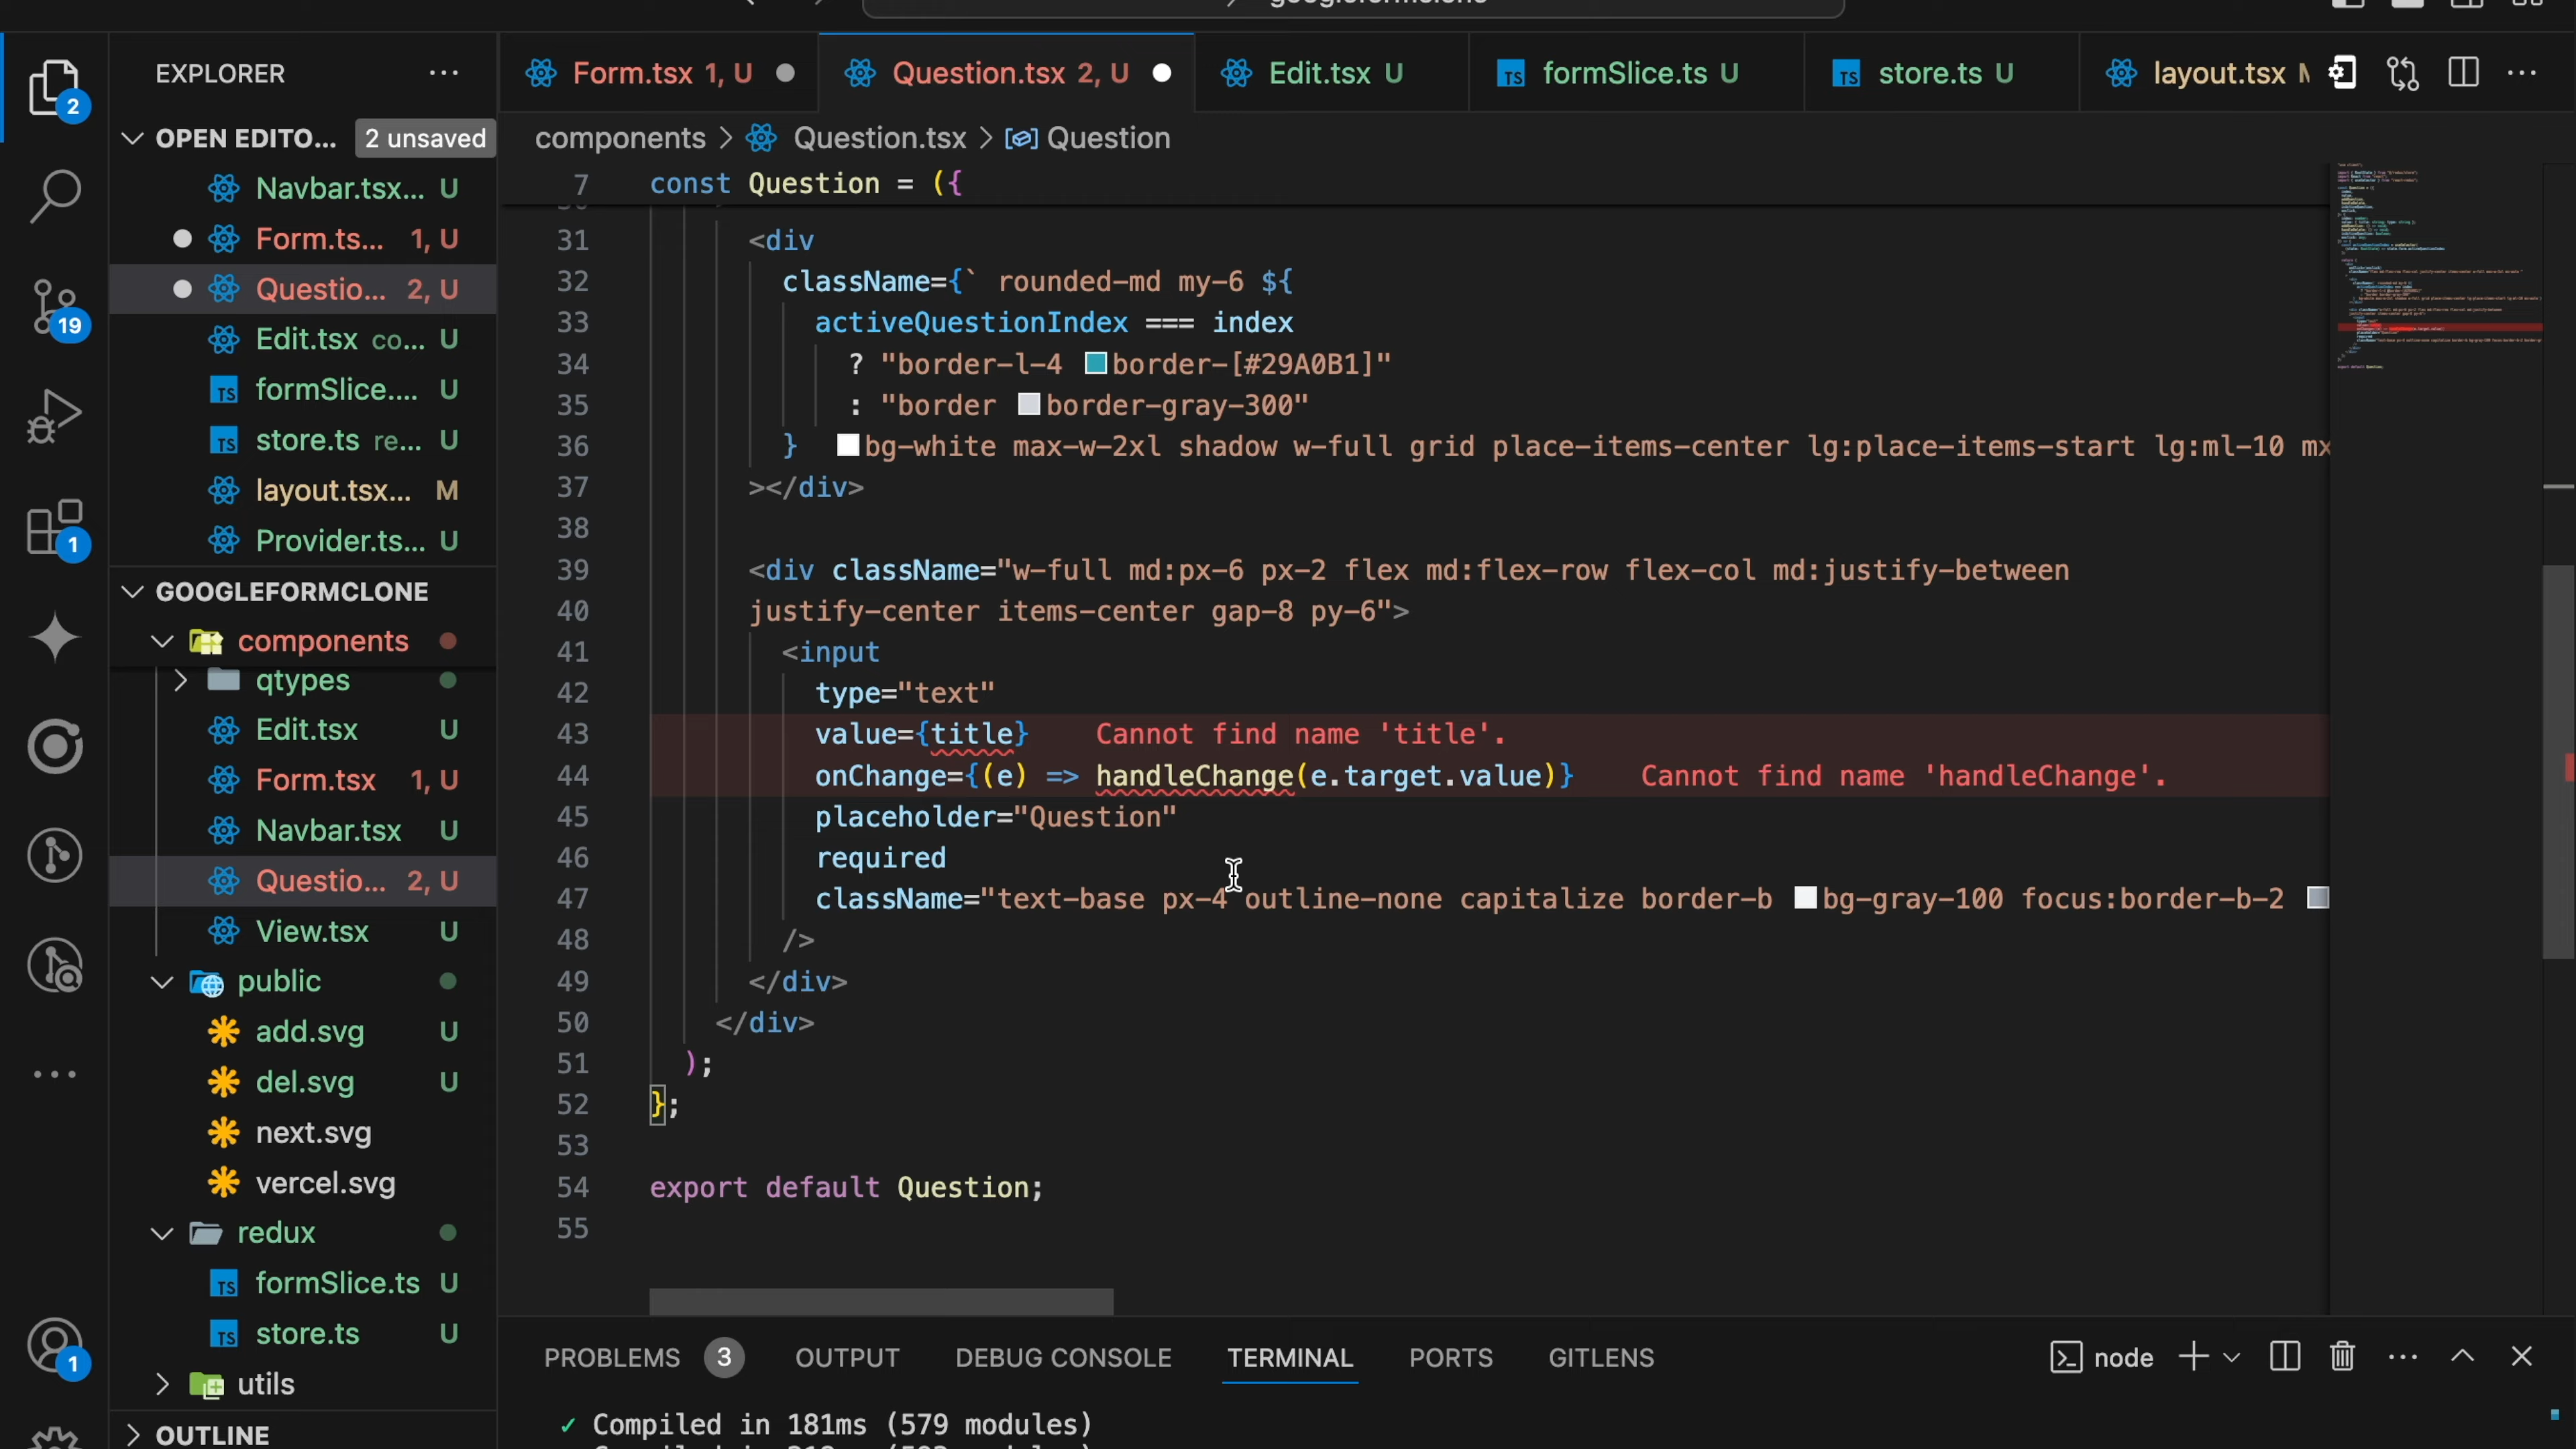 googleformclone
EXPLORER
Form.tsx 1, U
Question.tsx 2, U
Edit.tsx U
formSlice.ts U
store.ts U
layout.tsx
OPEN EDITO... 2 unsaved
Navbar.tsx... U
Form.ts... 1, U
Questio... 2, U
Edit.tsx co... U
formSlice.... U
store.ts re... U
layout.tsx... M
Provider.ts... U
GOOGLEFORMCLONE
components
qtypes
Edit.tsx U
Form.tsx 1, U
Navbar.tsx U
Questio... 2, U
View.tsx U
public
add.svg U
del.svg U
next.svg
vercel.svg
redux
formSlice.ts U
store.ts U
utils
OUTLINE
2
19
1
1
components > Question.tsx > Question
7 const Question = ({
31 <div
32 className={` rounded-md my-6 ${
33 activeQuestionIndex === index
34 ? "border-l-4 border-[#29A0B1]"
35 : "border border-gray-300"
36 } bg-white max-w-2xl shadow w-full grid place-items-center lg:place-items-start lg:ml-10 mx
37 ></div>
38
39 <div className="w-full md:px-6 px-2 flex md:flex-row flex-col md:justify-between
40 justify-center items-center gap-8 py-6">
41 <input
42 type="text"
43 value={title} Cannot find name 'title'.
44 onChange={(e) => handleChange(e.target.value)} Cannot find name 'handleChange'.
45 placeholder="Question"
46 required
47 className="text-base px-4 outline-none capitalize border-b bg-gray-100 focus:border-b-2
48 />
49 </div>
50 </div>
51 );
52 };
53
54 export default Question;
55
PROBLEMS 3 OUTPUT DEBUG CONSOLE TERMINAL PORTS GITLENS node
✓ Compiled in 181ms (579 modules)